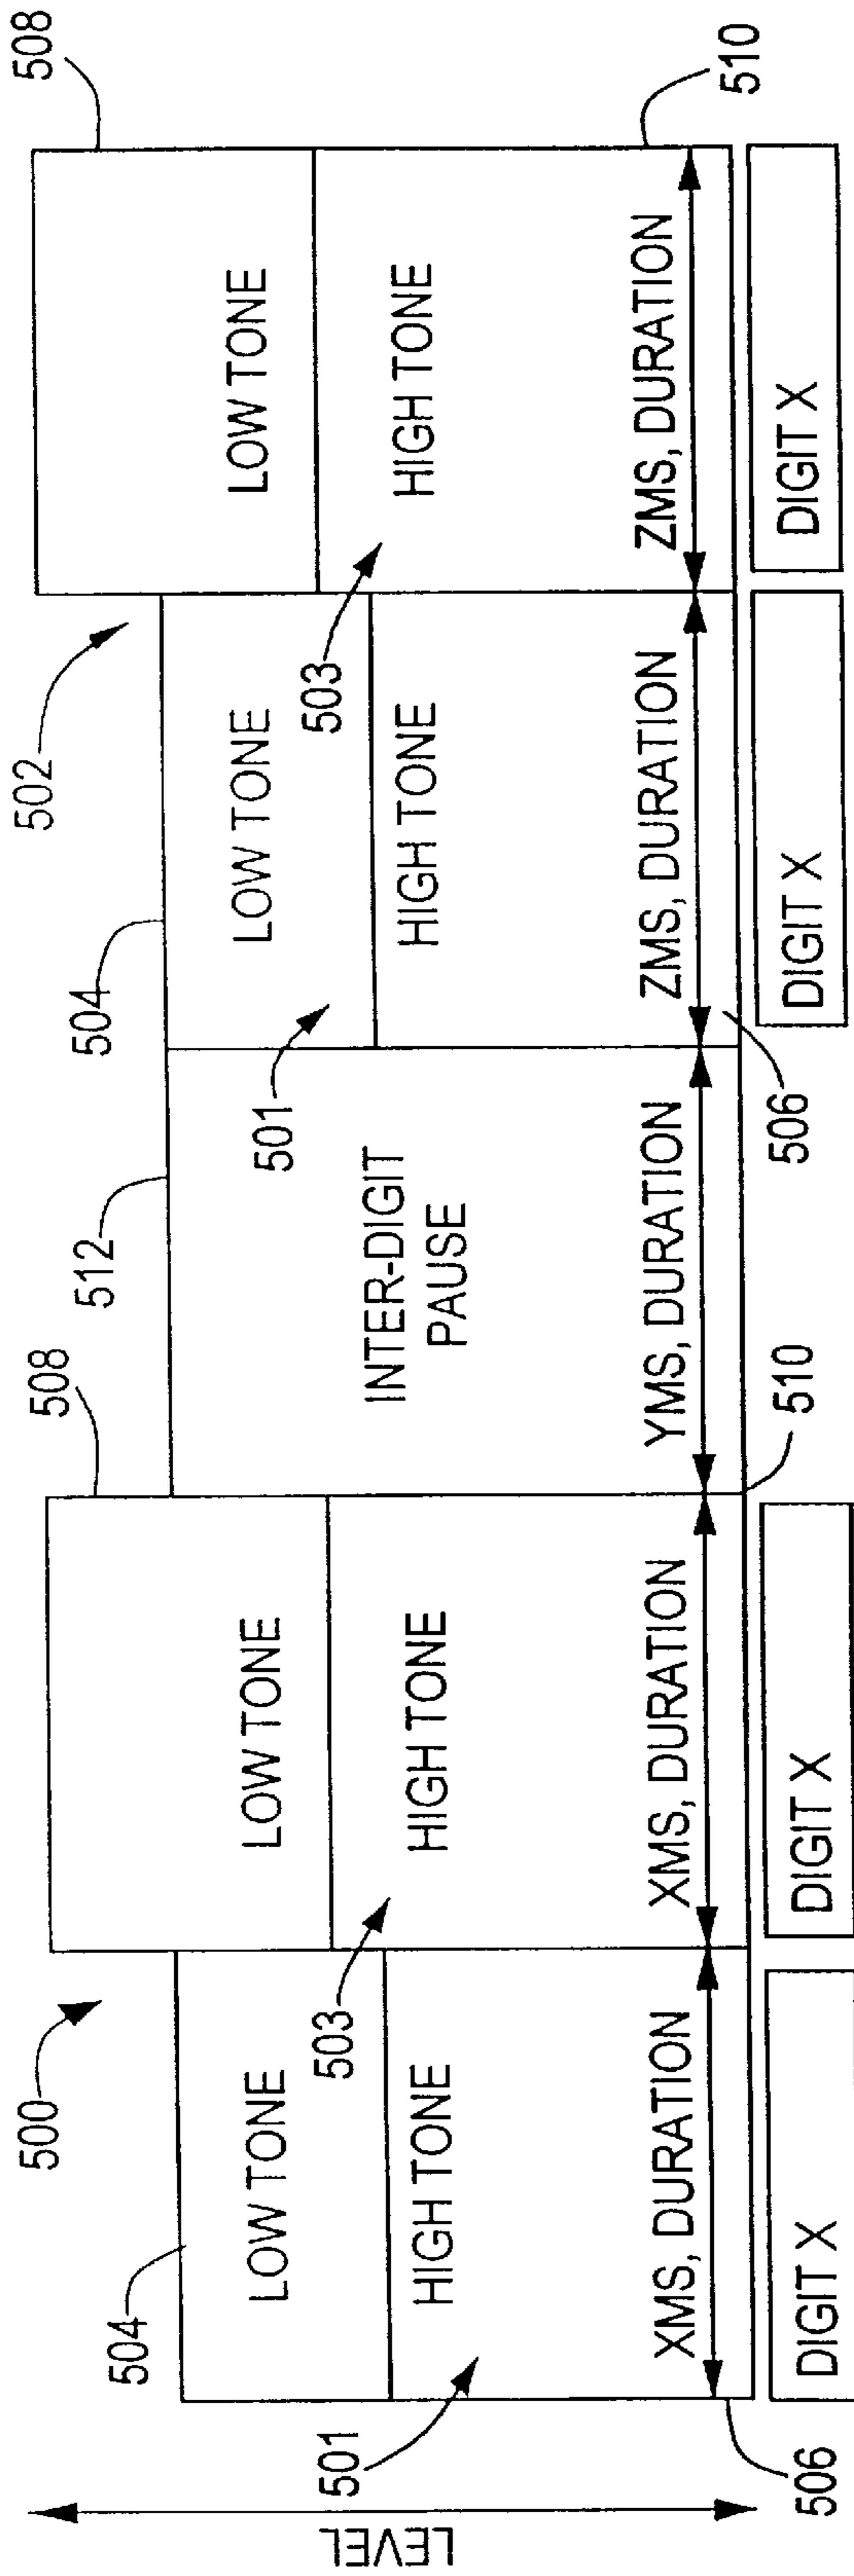 500
502
504
508
512
504
508
LOW TONE
LOW TONE
INTER-DIGIT
PAUSE
LOW TONE
LOW TONE
501
503
501
503
HIGH TONE
HIGH TONE
HIGH TONE
HIGH TONE
LEVEL
XMS, DURATION
XMS, DURATION
YMS, DURATION
ZMS, DURATION
ZMS, DURATION
506
510
506
510
DIGIT X
DIGIT X
DIGIT X
DIGIT X